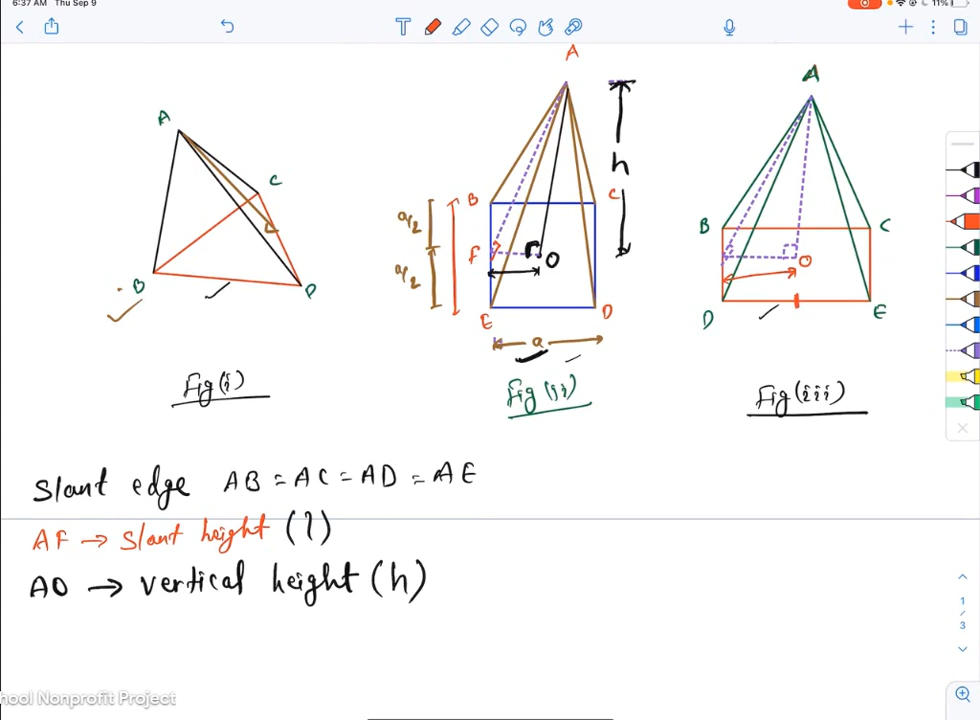 6:37 AM Thu Sep 9
11%
T
A
B
C
D
Fig(i)
A
h
B
C
a/2
F
O
a/2
E
D
a
Fig (ii)
A
B
C
O
D
E
Fig(iii)
Slant edge AB = AC = AD = AE
AF → Slant height (l)
AO → vertical height (h)
1
/
3
hool Nonprofit Project